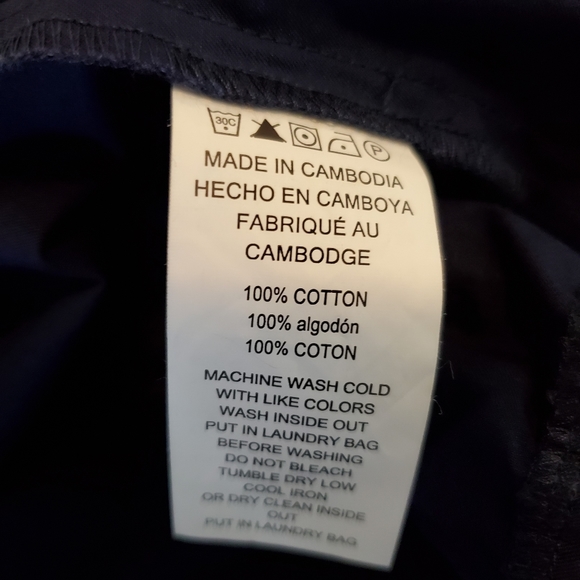 30C
P
MADE IN CAMBODIA
HECHO EN CAMBOYA
FABRIQUÉ AU
CAMBODGE
100% COTTON
100% algodón
100% COTON
MACHINE WASH COLD
WITH LIKE COLORS
WASH INSIDE OUT
PUT IN LAUNDRY BAG
BEFORE WASHING
DO NOT BLEACH
TUMBLE DRY LOW
COOL IRON
OR DRY CLEAN INSIDE
OUT
PUT IN LAUNDRY BAG